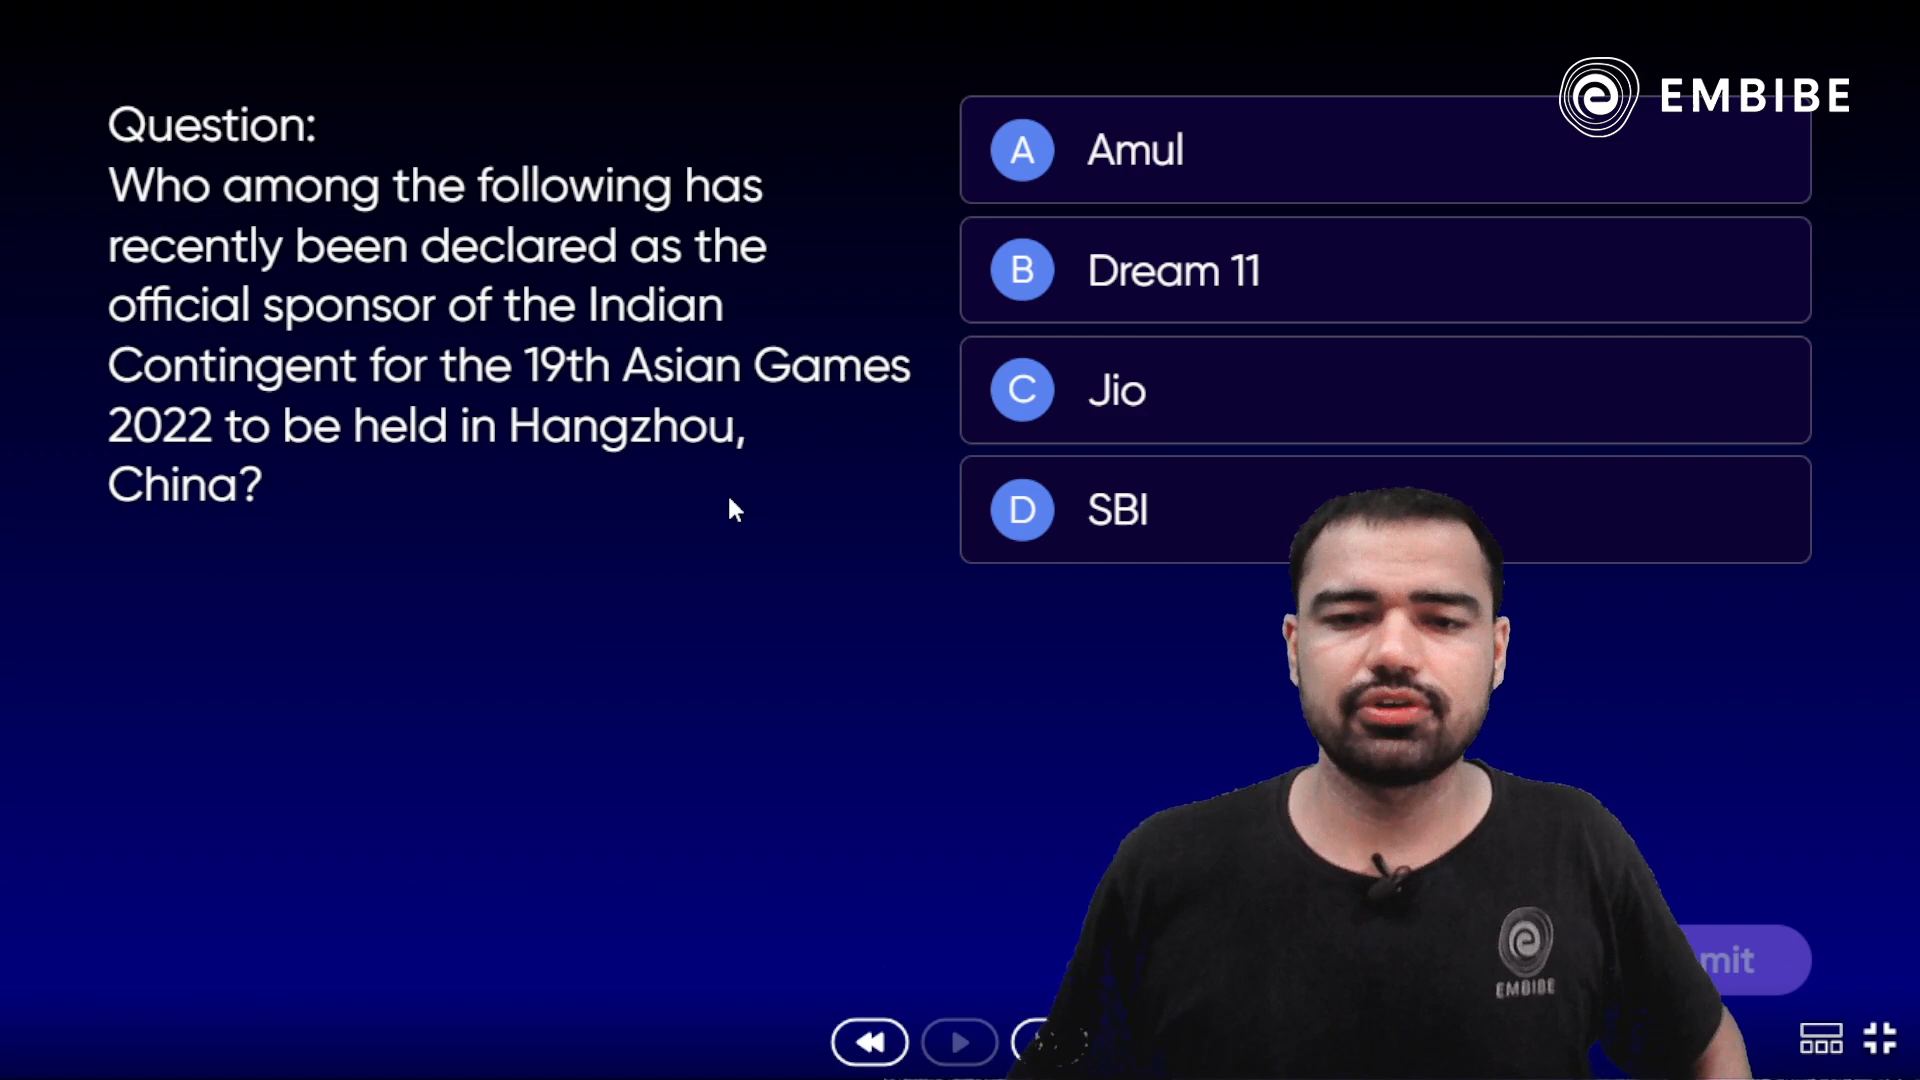 EMBIBE
Question:
Who among the following has
recently been declared as the
official sponsor of the Indian
Contingent for the 19th Asian Games
2022 to be held in Hangzhou,
China?
A Amul
B Dream 11
C Jio
D SBI
mit
EMBIBE